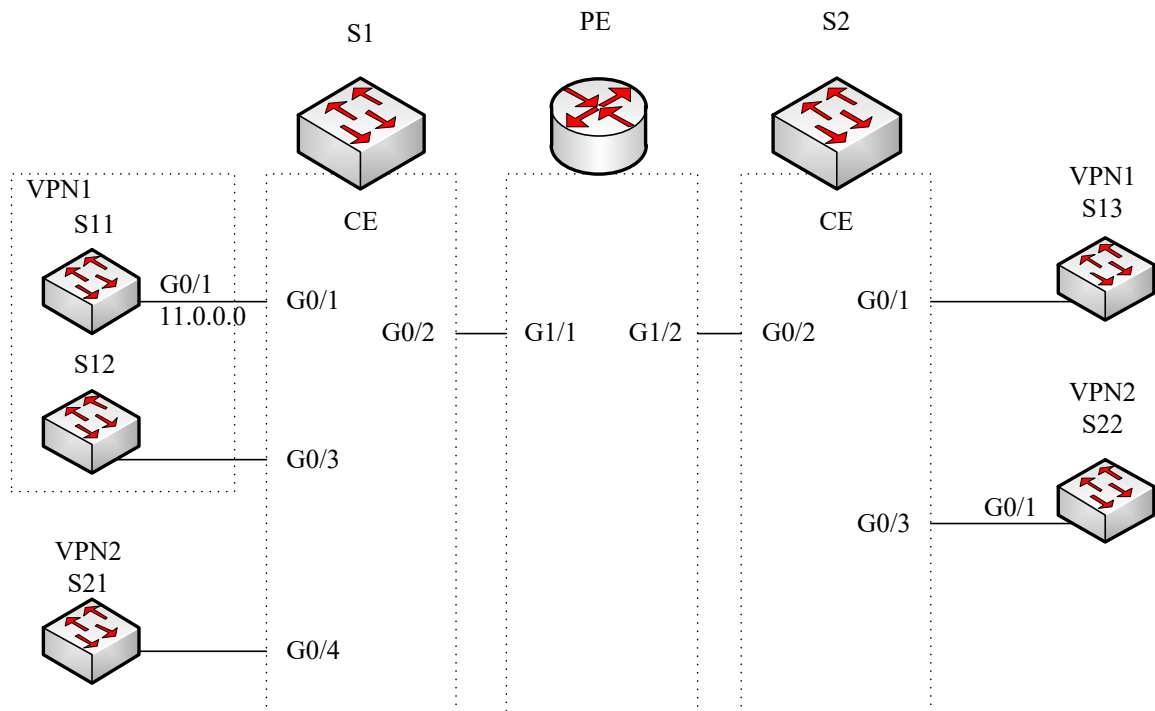 S1
PE
S2
VPN1
S11
G0/1
11.0.0.0
S12
VPN2
S21
CE
G0/1
G0/2
G0/3
G0/4
G1/1
G1/2
CE
G0/1
G0/2
G0/3
VPN1
S13
VPN2
S22
G0/1